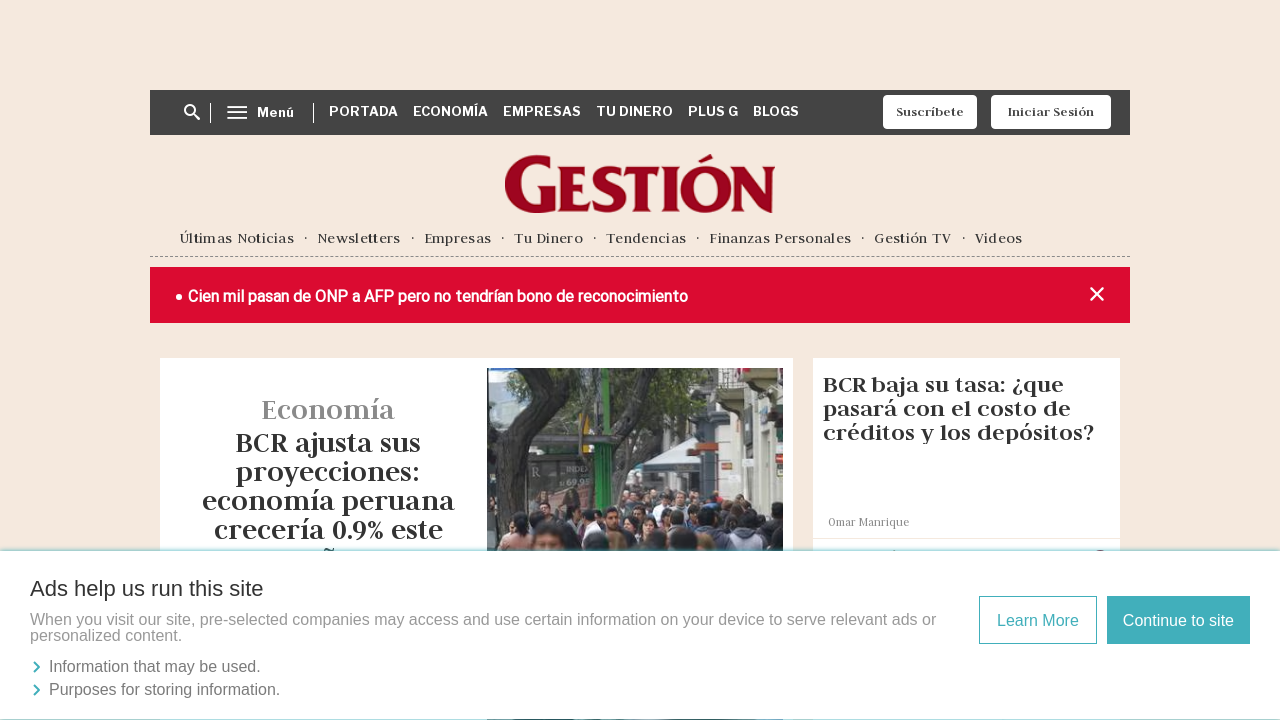 Menú
PORTADA ECONOMÍA EMPRESAS TU DINERO PLUS G BLOGS
Suscríbete
Iniciar Sesión
GESTIÓN
Últimas Noticias · Newsletters · Empresas · Tu Dinero · Tendencias · Finanzas Personales · Gestión TV · Videos
• Cien mil pasan de ONP a AFP pero no tendrían bono de reconocimiento
Economía
BCR ajusta sus
proyecciones:
economía peruana
crecería 0.9% este
BCR baja su tasa: ¿que
pasará con el costo de
créditos y los depósitos?
Omar Manrique
Ads help us run this site
When you visit our site, pre-selected companies may access and use certain information on your device to serve relevant ads or
personalized content.
Information that may be used.
Purposes for storing information.
Learn More
Continue to site